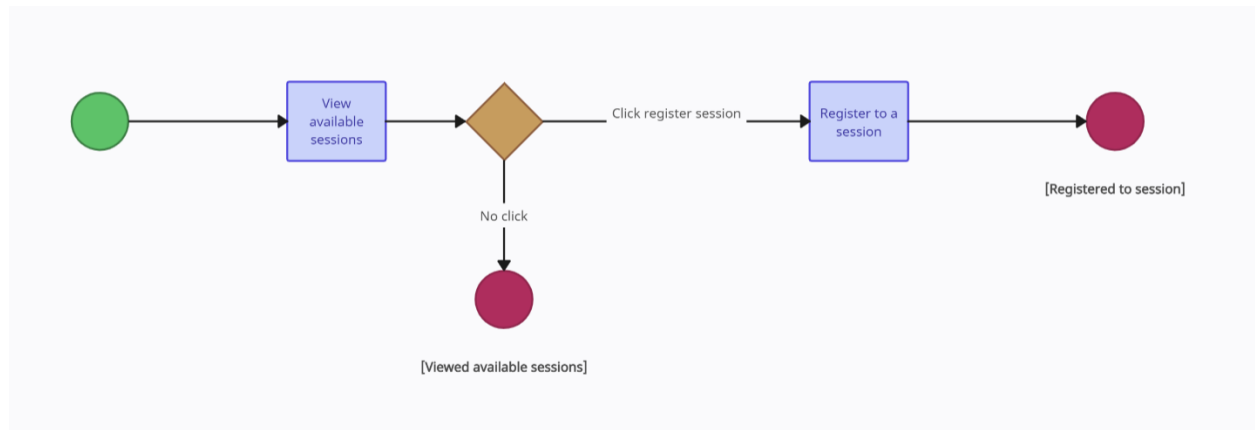 View
available
sessions
Click register session
Register to a
session
[Registered to session]
No click
[Viewed available sessions]